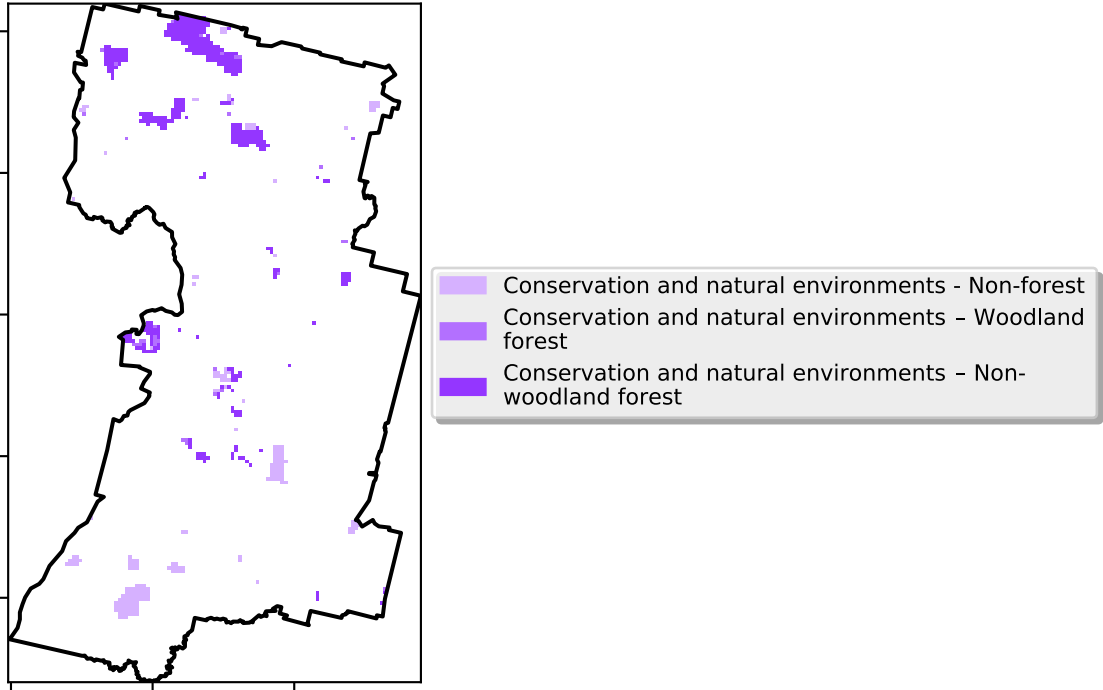 Conservation and natural environments - Non-forest
Conservation and natural environments – Woodland
forest
Conservation and natural environments – Non-
woodland forest